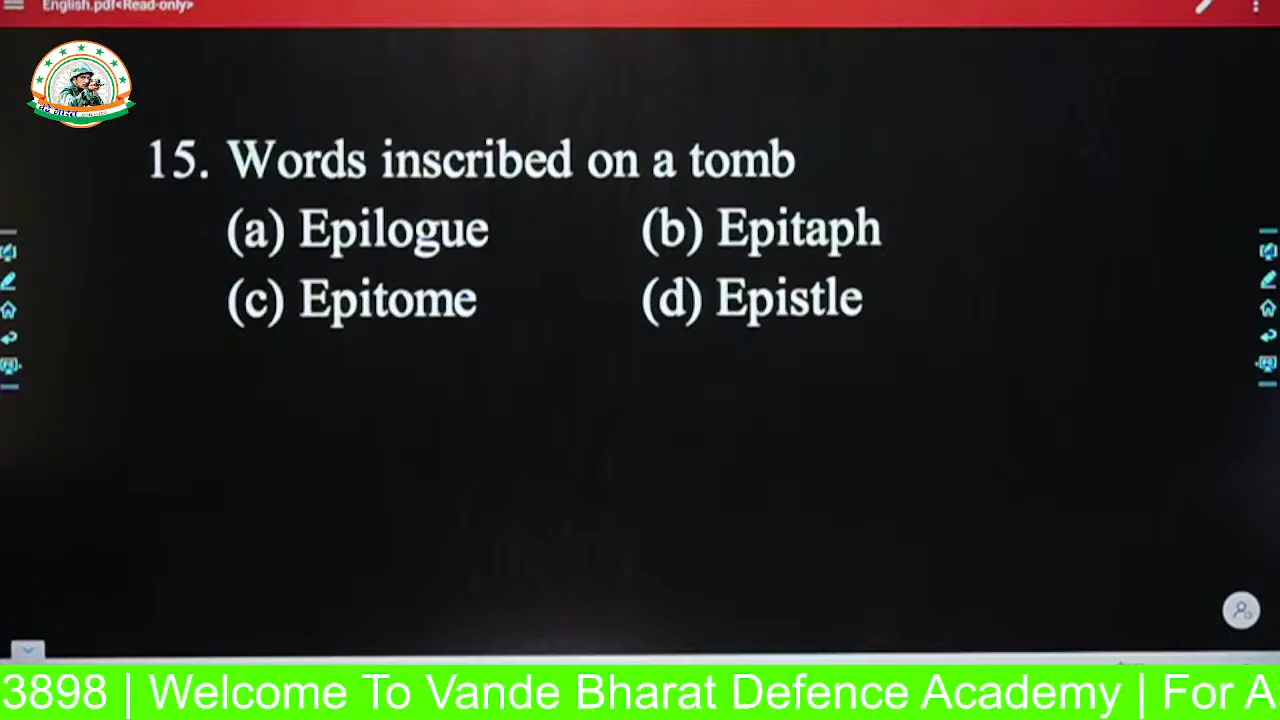 English.pdf<Read-only>
15. Words inscribed on a tomb
(a) Epilogue (b) Epitaph
(c) Epitome (d) Epistle
3898 | Welcome To Vande Bharat Defence Academy | For A